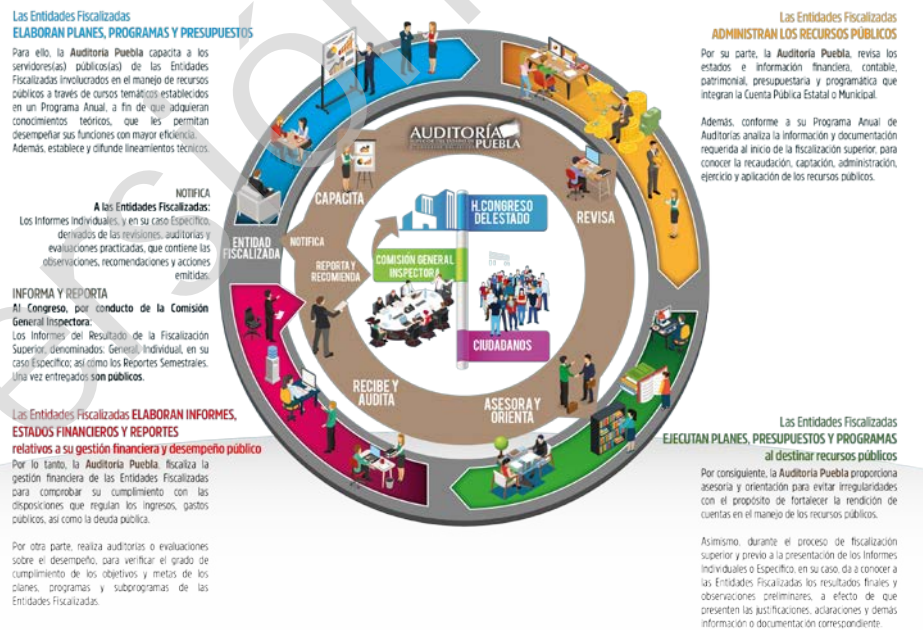 Las Entidades Fiscalizadas
ELABORAN PLANES, PROGRAMAS Y PRESUPUESTOS
Para ello, la Auditoría Puebla capacita a los
servidores(as) públicos(as) de las Entidades
Fiscalizadas involucrados en el manejo de recursos
públicos a través de cursos temáticos establecidos
en un Programa Anual, a fin de que adquieran
conocimientos teóricos, que les permitan
desempeñar sus funciones con mayor eficiencia.
Además, establece y difunde lineamientos técnicos.
NOTIFICA
A las Entidades Fiscalizadas:
Los Informes Individuales, y en su caso Específico,
derivados de las revisiones, auditorías y
evaluaciones practicadas, que contiene las
observaciones, recomendaciones y acciones
emitidas.
INFORMA Y REPORTA
Al Congreso, por conducto de la Comisión
General Inspectora:
Los Informes del Resultado de la Fiscalización
Superior, denominados: General, Individual, en su
caso Específico; así como los Reportes Semestrales.
Una vez entregados son públicos.
Las Entidades Fiscalizadas ELABORAN INFORMES,
ESTADOS FINANCIEROS Y REPORTES
relativos a su gestión financiera y desempeño público
Por lo tanto, la Auditoría Puebla, fiscaliza la
gestión financiera de las Entidades Fiscalizadas
para comprobar su cumplimiento con las
disposiciones que regulan los ingresos, gastos
públicos, así como la deuda pública.
Por otra parte, realiza auditorías o evaluaciones
sobre el desempeño, para verificar el grado de
cumplimiento de los objetivos y metas de los
planes, programas y subprogramas de las
Entidades Fiscalizadas.
AUDITORÍA
PUEBLA
CAPACITA
H. CONGRESO
DEL ESTADO
REVISA
ENTIDAD
FISCALIZADA
NOTIFICA
REPORTA Y
RECOMIENDA
COMISIÓN GENERAL
INSPECTORA
CIUDADANOS
RECIBE Y
AUDITA
ASESORA Y
ORIENTA
Las Entidades Fiscalizadas
ADMINISTRAN LOS RECURSOS PÚBLICOS
Por su parte, la Auditoría Puebla, revisa los
estados e información financiera, contable,
patrimonial, presupuestaria y programática que
integran la Cuenta Pública Estatal o Municipal.
Además, conforme a su Programa Anual de
Auditorías analiza la información y documentación
requerida al inicio de la fiscalización superior, para
conocer la recaudación, captación, administración,
ejercicio y aplicación de los recursos públicos.
Las Entidades Fiscalizadas
EJECUTAN PLANES, PRESUPUESTOS Y PROGRAMAS
al destinar recursos públicos
Por consiguiente, la Auditoría Puebla proporciona
asesoría y orientación para evitar irregularidades
con el propósito de fortalecer la rendición de
cuentas en el manejo de los recursos públicos.
Asimismo, durante el proceso de fiscalización
superior y previo a la presentación de los Informes
Individuales o Específico, en su caso, da a conocer a
las Entidades Fiscalizadas los resultados finales y
observaciones preliminares, a efecto de que
presenten las justificaciones, aclaraciones y demás
información o documentación correspondiente.